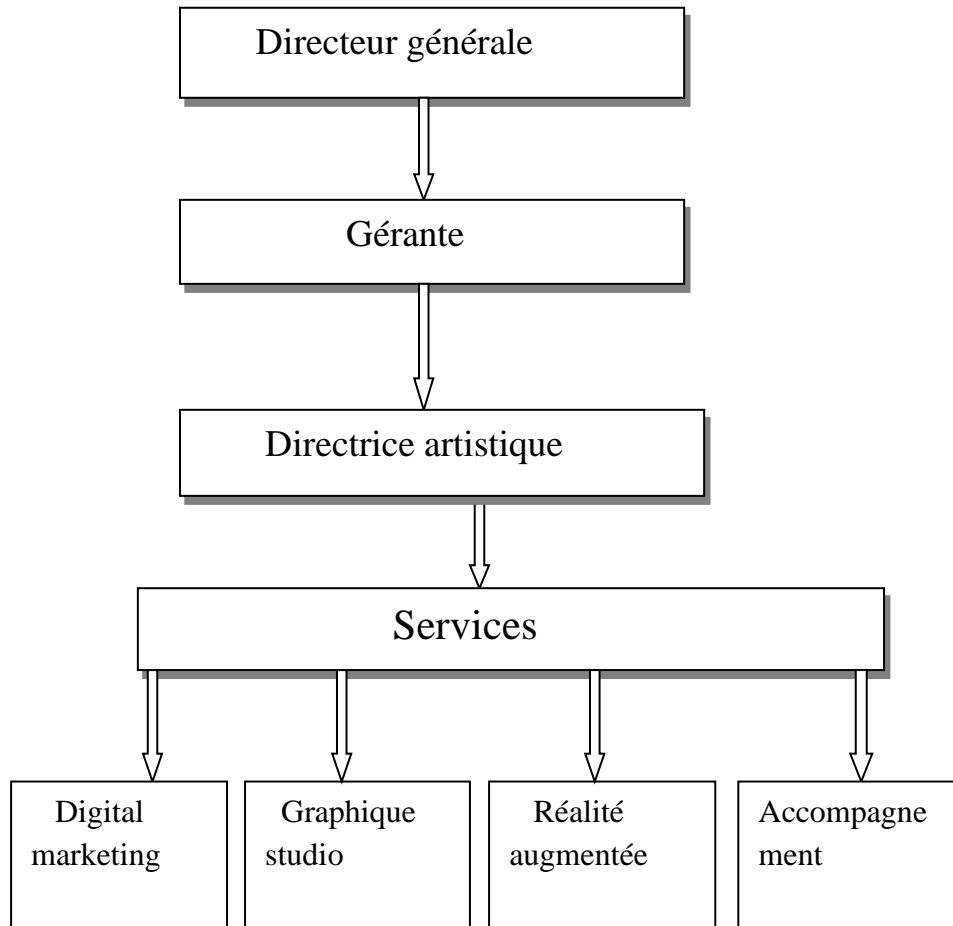 Directeur générale
Gérante
Directrice artistique
Services
Digital
marketing
Graphique
studio
Réalité
augmentée
Accompagne
ment